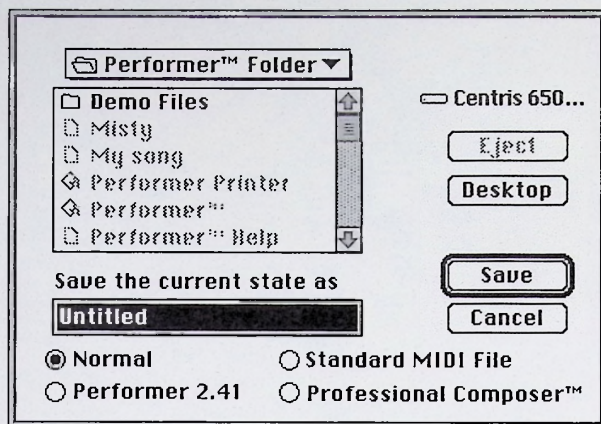 Performer™ Folder
Demo Files
Misty
My song
Performer Printer
Performer™
Performer™ Help
Centris 650...
Eject
Desktop
Save the current state as
Untitled
Save
Cancel
Normal
Standard MIDI File
Performer 2.41
Professional Composer™